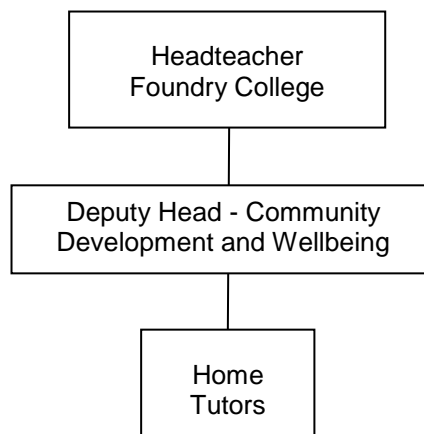 Headteacher
Foundry College
Deputy Head - Community
Development and Wellbeing
Home
Tutors